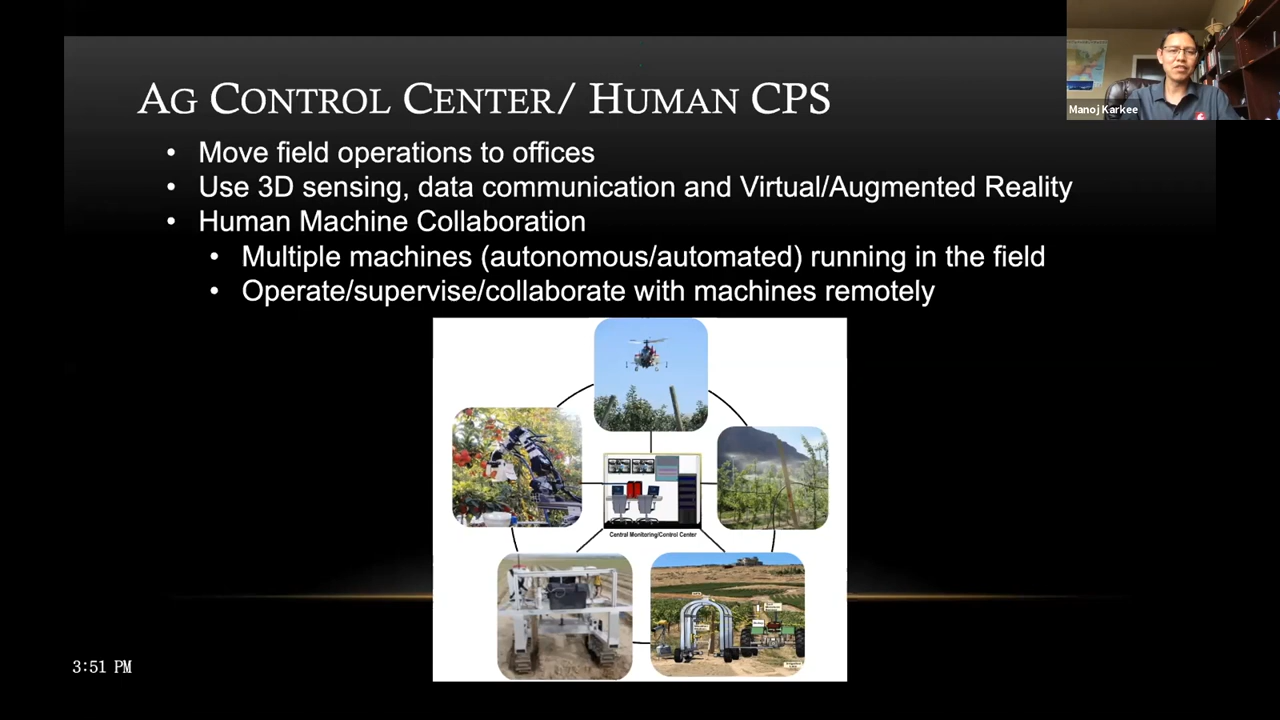 AG CONTROL CENTER/ HUMAN CPS
Manoj Karkee
• Move field operations to offices
• Use 3D sensing, data communication and Virtual/Augmented Reality
• Human Machine Collaboration
• Multiple machines (autonomous/automated) running in the field
• Operate/supervise/collaborate with machines remotely
Central Monitoring/Control Center
3:51 PM